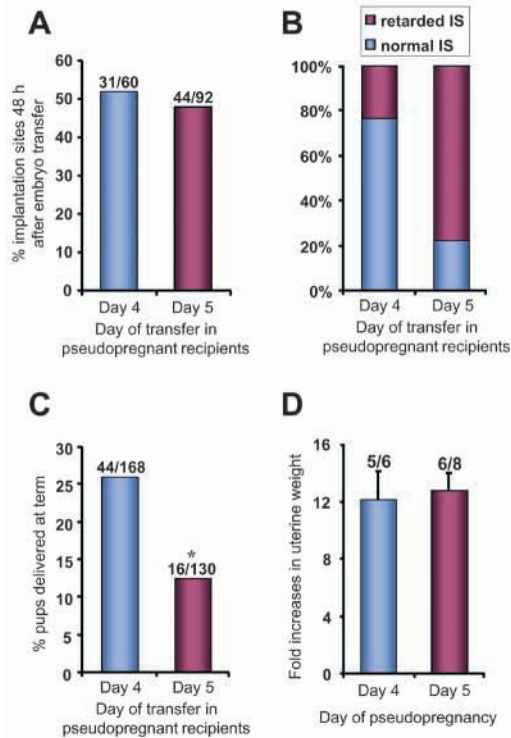 A
% implantation sites 48 h
after embryo transfer
60
50
40
30
20
10
0
31/60
44/92
Day 4
Day 5
Day of transfer in
pseudopregnant recipients
B
retarded IS
normal IS
100%
80%
60%
40%
20%
0%
Day 4
Day 5
Day of transfer in
pseudopregnant recipients
C
% pups delivered at term
30
25
20
15
10
5
0
44/168
*
16/130
Day 4
Day 5
Day of transfer in
pseudopregnant recipients
D
Fold increases in uterine weight
16
12
8
4
0
5/6
6/8
Day 4
Day 5
Day of pseudopregnancy